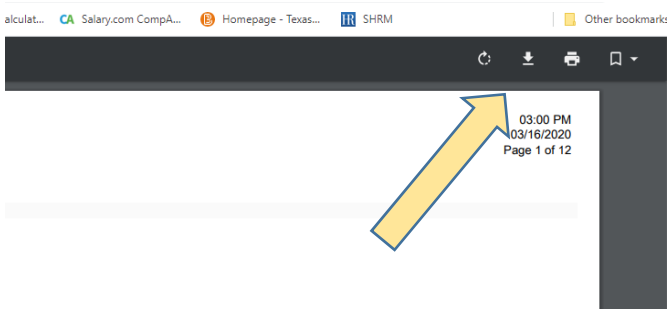 alculat... CA Salary.com CompA... B Homepage - Texas... HR SHRM Other bookmarks
03:00 PM
03/16/2020
Page 1 of 12